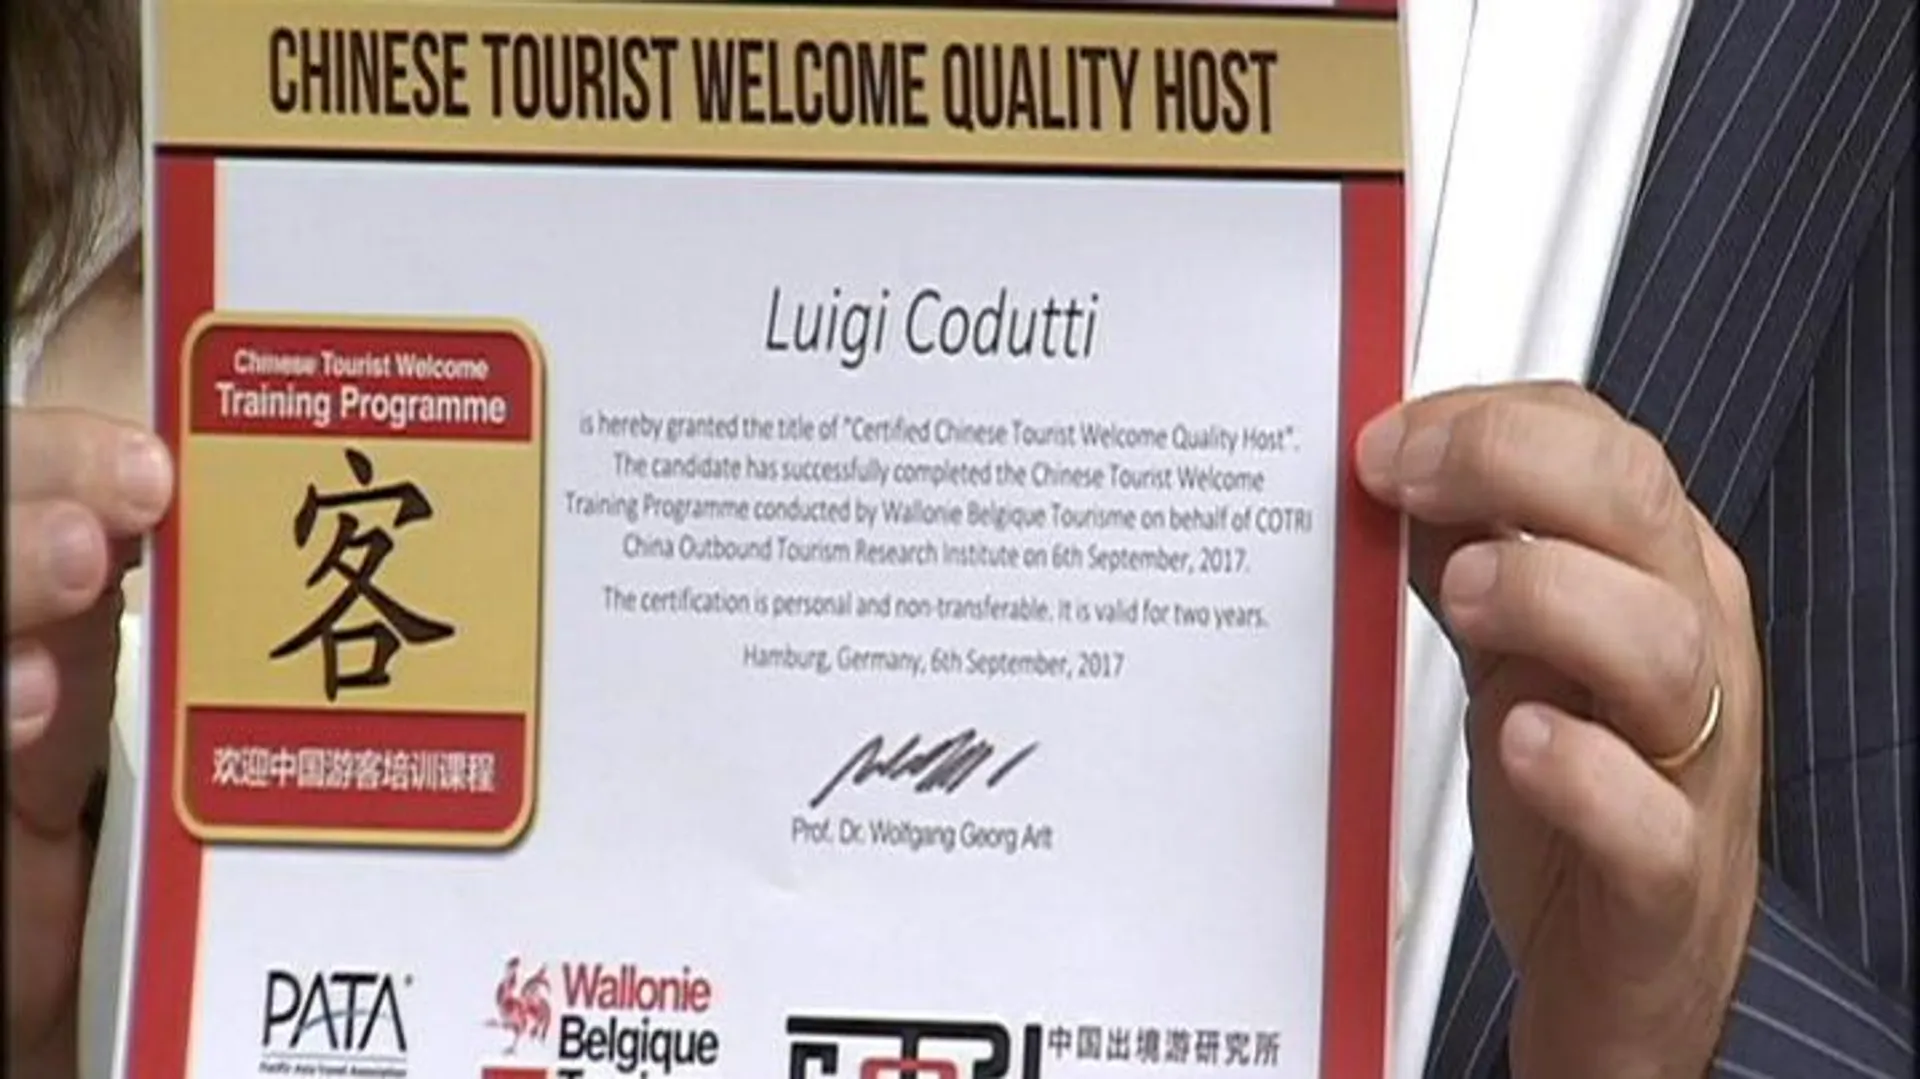 CHINESE TOURIST WELCOME QUALITY HOST
Luigi Codutti
Chinese Tourist Welcome
Training Programme
客
欢迎中国游客培训课程
is hereby granted the title of "Certified Chinese Tourist Welcome Quality Host".
The candidate has successfully completed the Chinese Tourist Welcome
Training Programme conducted by Wallonie Belgique Tourisme on behalf of COTRI
China Outbound Tourism Research Institute on 6th September, 2017.
The certification is personal and non-transferable. It is valid for two years.
Hamburg, Germany, 6th September, 2017
Prof. Dr. Wolfgang Georg Arlt
PATA
Pacific Asia Travel Association
Wallonie
Belgique
中国出境游研究所